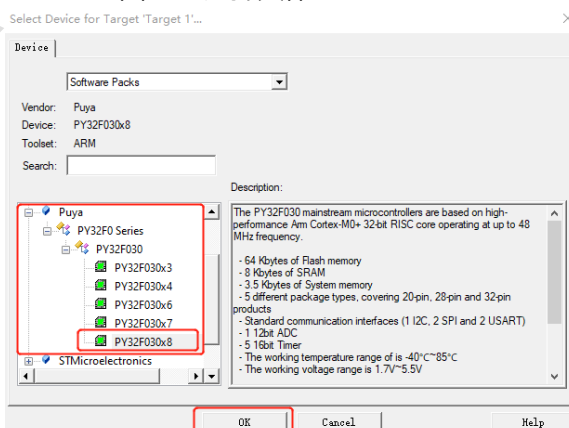 Select Device for Target 'Target 1'...
Device
Software Packs
Vendor: Puya
Device: PY32F030x8
Toolset: ARM
Search:
Description:
Puya
PY32F0 Series
PY32F030
PY32F030x3
PY32F030x4
PY32F030x6
PY32F030x7
PY32F030x8
STMicroelectronics
The PY32F030 mainstream microcontrollers are based on high-
perfomance Arm Cortex-M0+ 32-bit RISC core operating at up to 48
MHz frequency.
- 64 Kbytes of Flash memory
- 8 Kbytes of SRAM
- 3.5 Kbytes of System memory
- 5 different package types, covering 20-pin, 28-pin and 32-pin
products
- Standard communication interfaces (1 I2C, 2 SPI and 2 USART)
- 1 12bit ADC
- 5 16bit Timer
- The working temperature range of is -40°C~85°C
- The working voltage range is 1.7V~5.5V
OK
Cancel
Help